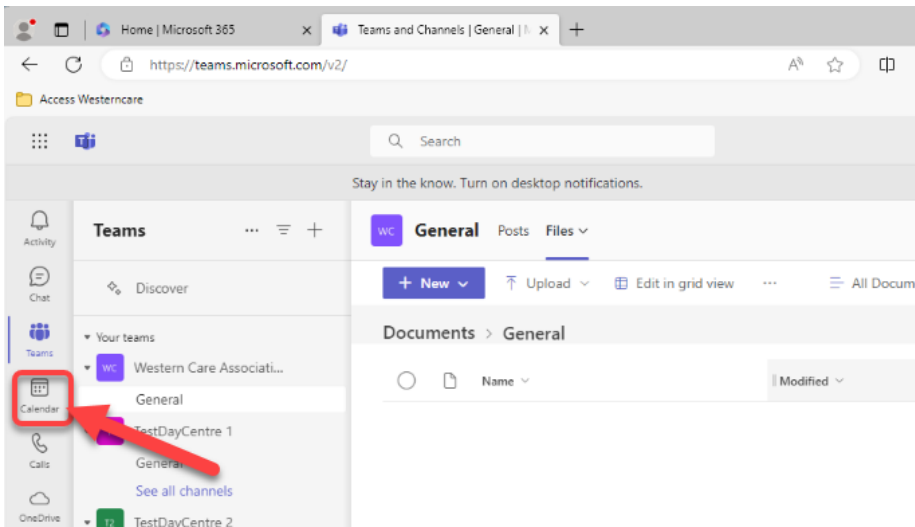 Home | Microsoft 365
Teams and Channels | General |
https://teams.microsoft.com/v2/
Access Westerncare
Search
Stay in the know. Turn on desktop notifications.
Activity
Chat
Teams
Calendar
Calls
OneDrive
Teams
Discover
Your teams
WC Western Care Associati...
General
TestDayCentre 1
General
See all channels
T2 TestDayCentre 2
WC General Posts Files
+ New Upload Edit in grid view ... All Docum
Documents > General
Name Modified